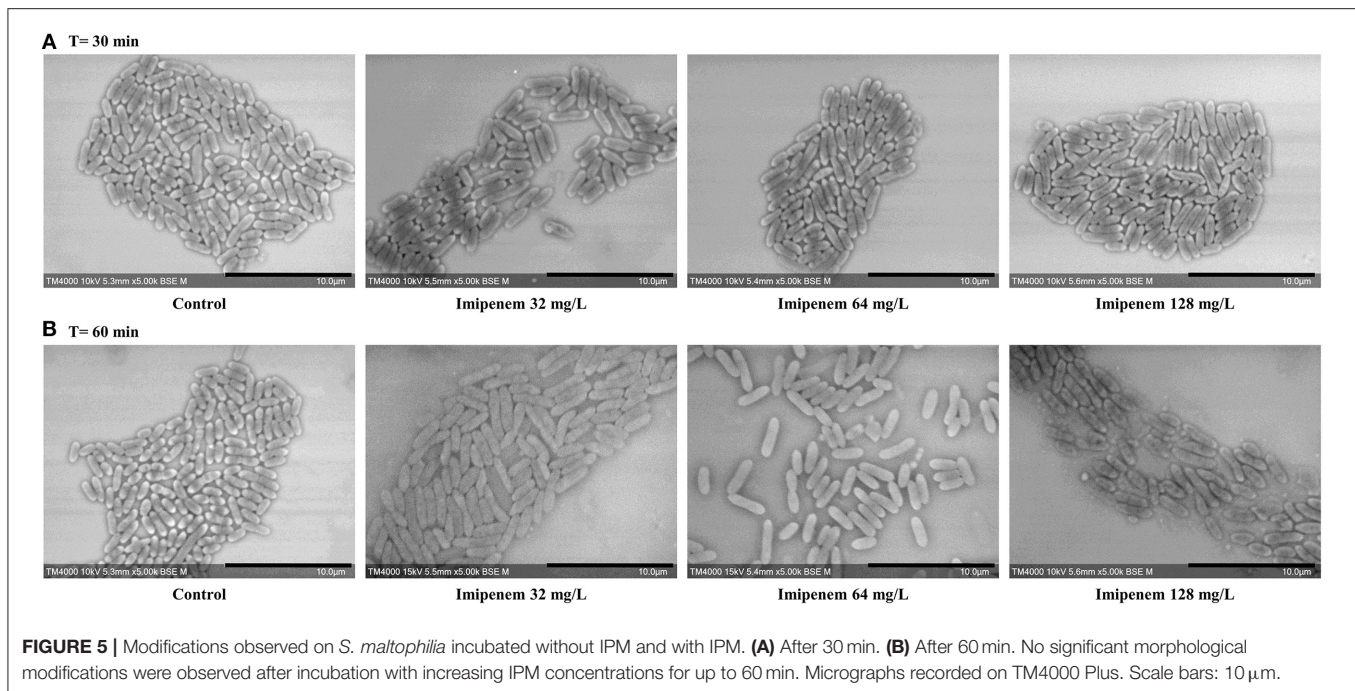 A T= 30 min
TM4000 10kV 5.3mm x5.00k BSE M 10.0µm
TM4000 10kV 5.5mm x5.00k BSE M 10.0µm
TM4000 10kV 5.4mm x5.00k BSE M 10.0µm
TM4000 10kV 5.6mm x5.00k BSE M 10.0µm
Control
Imipenem 32 mg/L
Imipenem 64 mg/L
Imipenem 128 mg/L
B T= 60 min
TM4000 10kV 5.3mm x5.00k BSE M 10.0µm
TM4000 15kV 5.5mm x5.00k BSE M 10.0µm
TM4000 15kV 5.4mm x5.00k BSE M 10.0µm
TM4000 10kV 5.6mm x5.00k BSE M 10.0µm
Control
Imipenem 32 mg/L
Imipenem 64 mg/L
Imipenem 128 mg/L
FIGURE 5 | Modifications observed on S. maltophilia incubated without IPM and with IPM. (A) After 30 min. (B) After 60 min. No significant morphological
modifications were observed after incubation with increasing IPM concentrations for up to 60 min. Micrographs recorded on TM4000 Plus. Scale bars: 10 µm.